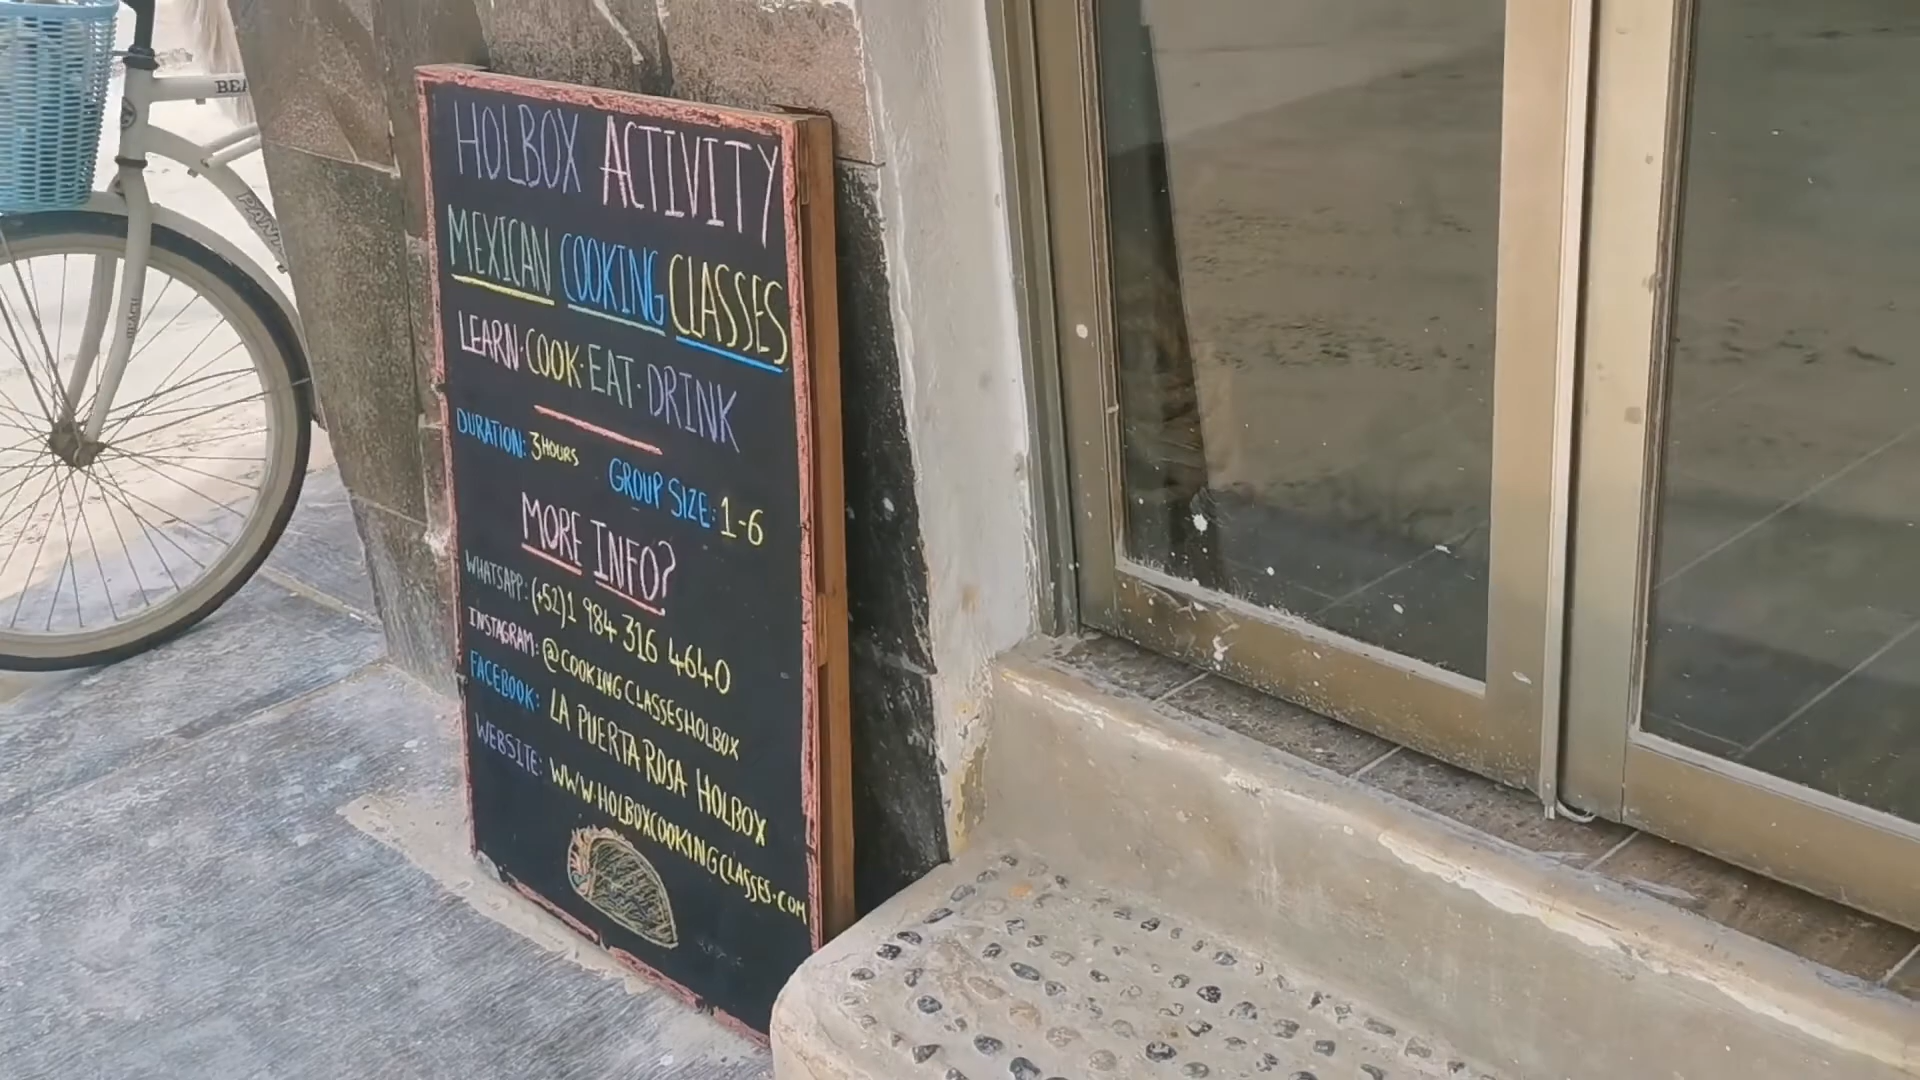 HOLBOX ACTIVITY
MEXICAN COOKING CLASSES
LEARN·COOK·EAT·DRINK
DURATION: 3HOURS
GROUP SIZE: 1-6
MORE INFO?
WHATSAPP: (+52)1 984 316 4640
INSTAGRAM: @COOKINGCLASSESHOLBOX
FACEBOOK: LA PUERTA ROSA HOLBOX
WEBSITE: WWW.HOLBOXCOOKINGCLASSES.COM
BEACH